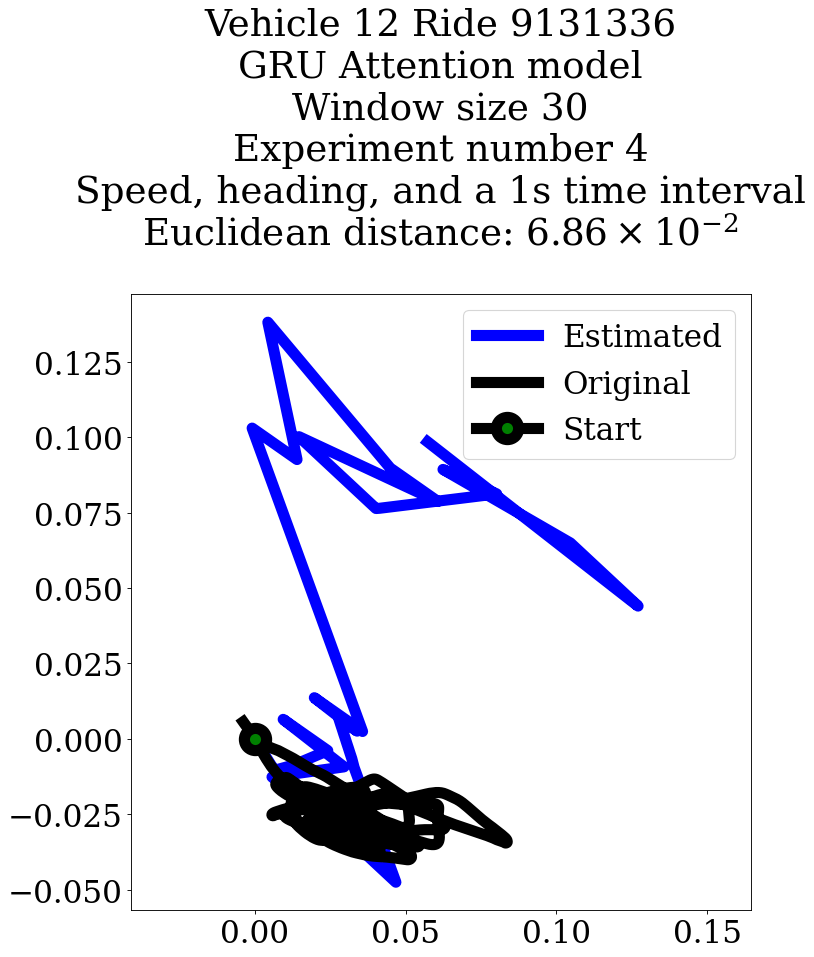 Vehicle 12 Ride 9131336
GRU Attention model
Window size 30
Experiment number 4
Speed, heading, and a 1s time interval
Euclidean distance: 6.86 × 10⁻²
Estimated
Original
Start
0.125
0.100
0.075
0.050
0.025
0.000
−0.025
−0.050
0.00 0.05 0.10 0.15